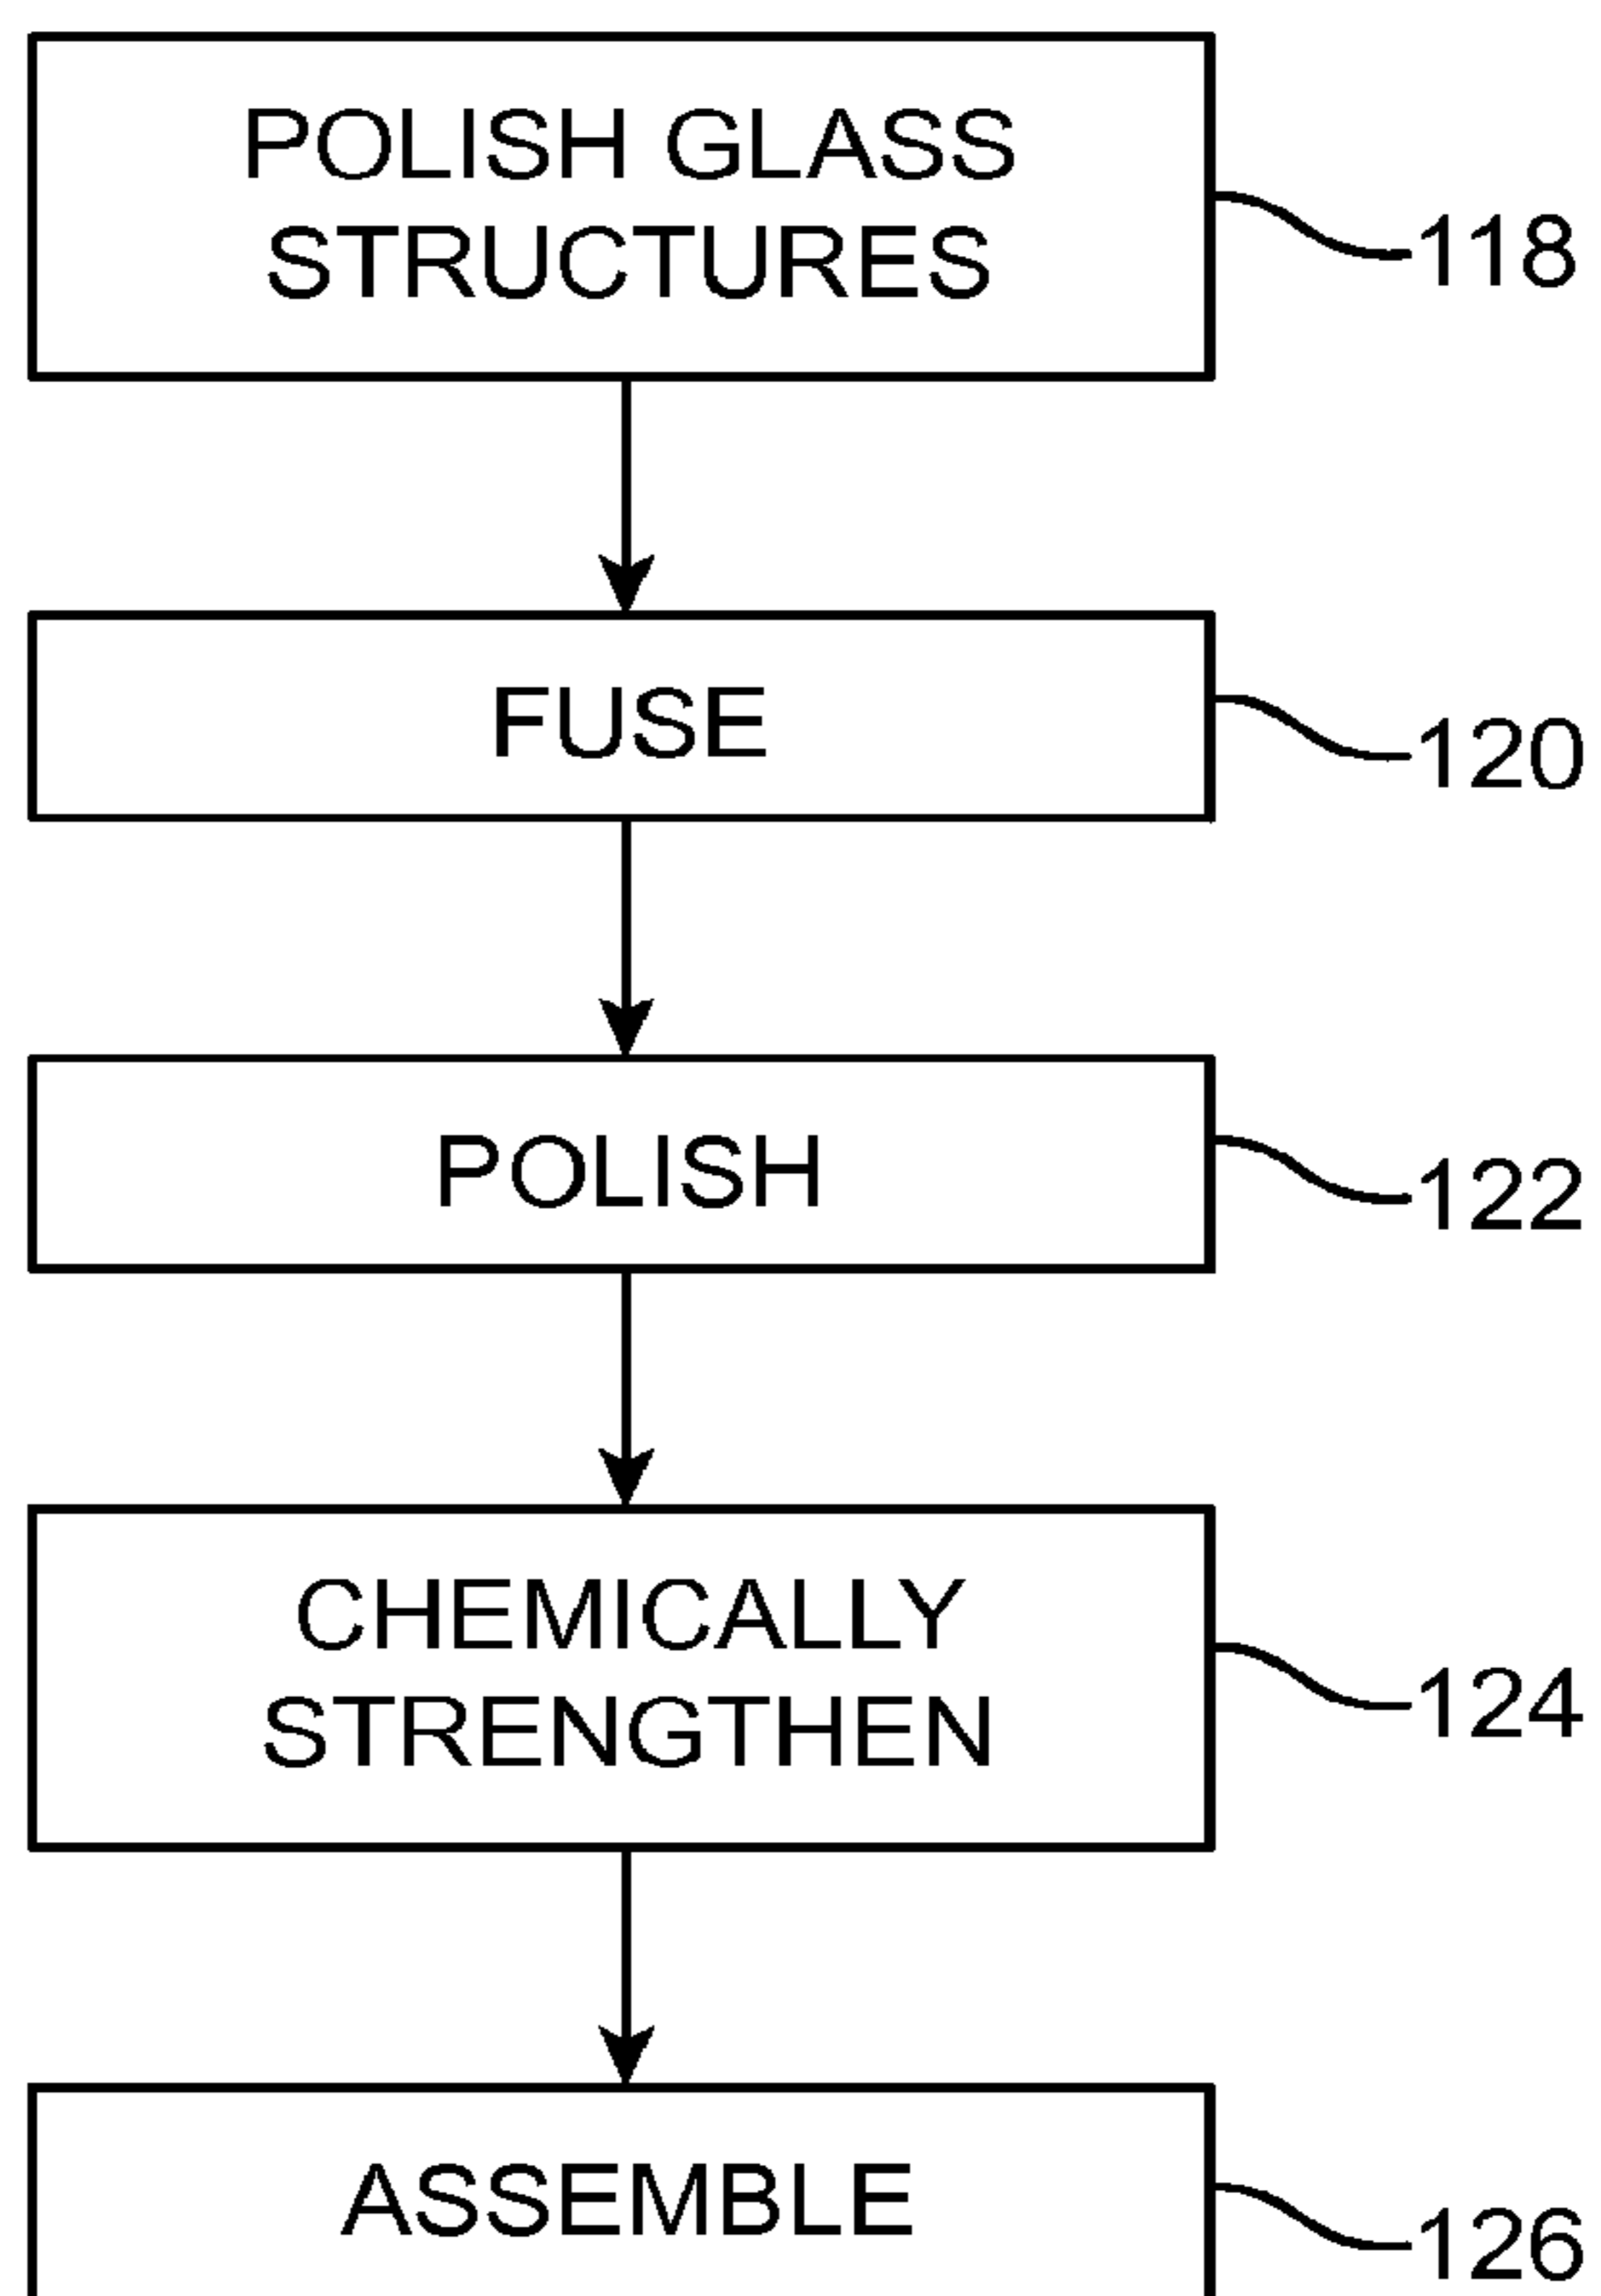 POLISH GLASS
STRUCTURES
118
FUSE
120
POLISH
122
CHEMICALLY
STRENGTHEN
124
ASSEMBLE
126